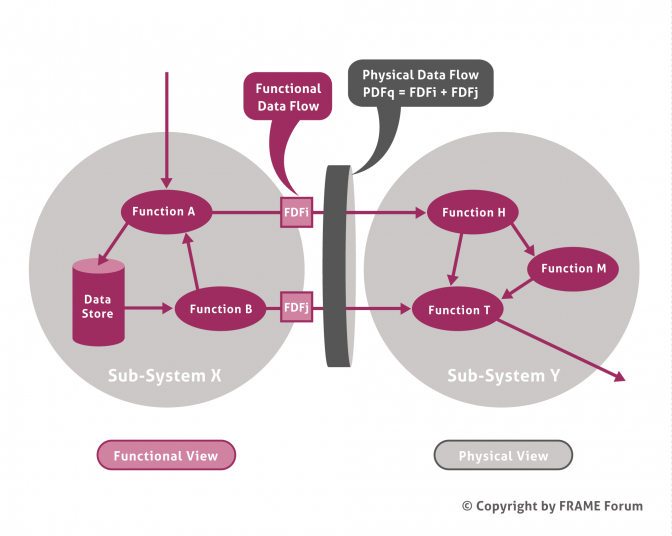 Functional
Data Flow
Physical Data Flow
PDFq = FDFi + FDFj
Function A
FDFi
Function H
Function M
Data
Store
Function B
FDFj
Function T
Sub-System X
Sub-System Y
Functional View
Physical View
© Copyright by FRAME Forum